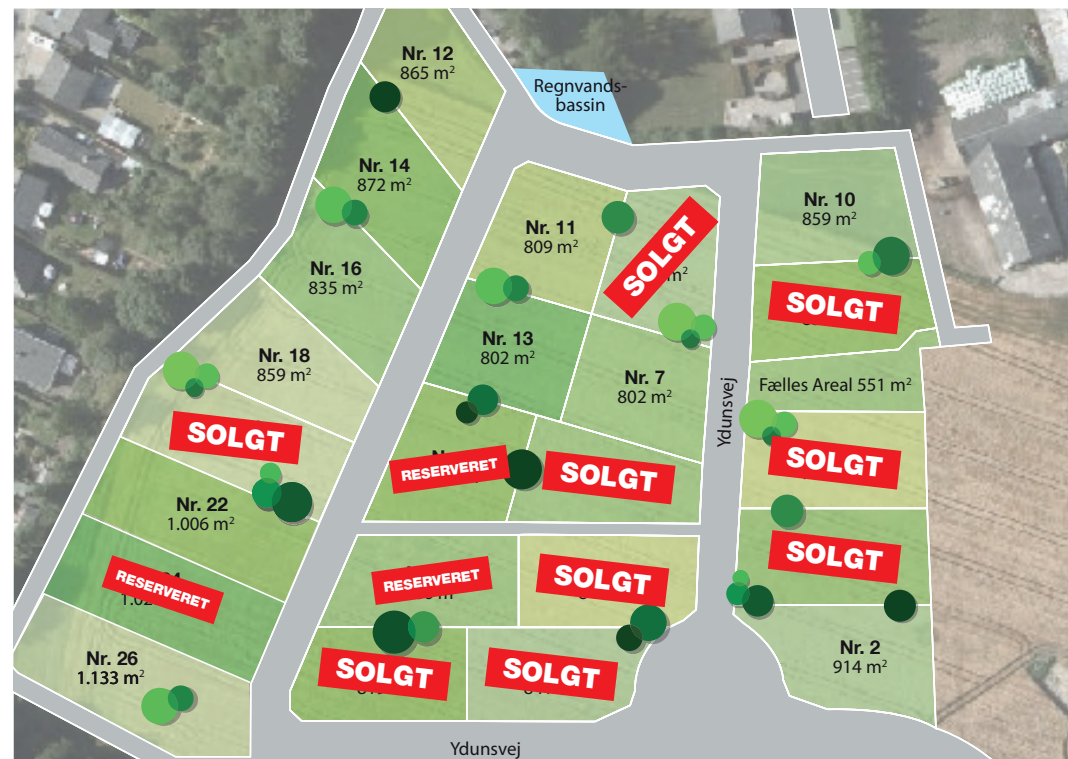 Nr. 12
865 m²
Regnvands-
bassin
Nr. 14
872 m²
Nr. 10
859 m²
Nr. 11
809 m²
SOLGT
m²
Nr. 16
835 m²
SOLGT
Nr. 13
802 m²
Nr. 18
859 m²
Nr. 7
802 m²
Fælles Areal 551 m²
Ydunsvej
SOLGT
SOLGT
RESERVERET
SOLGT
Nr. 22
1.006 m²
SOLGT
RESERVERET
RESERVERET
SOLGT
Nr. 2
914 m²
Nr. 26
1.133 m²
SOLGT
SOLGT
Ydunsvej